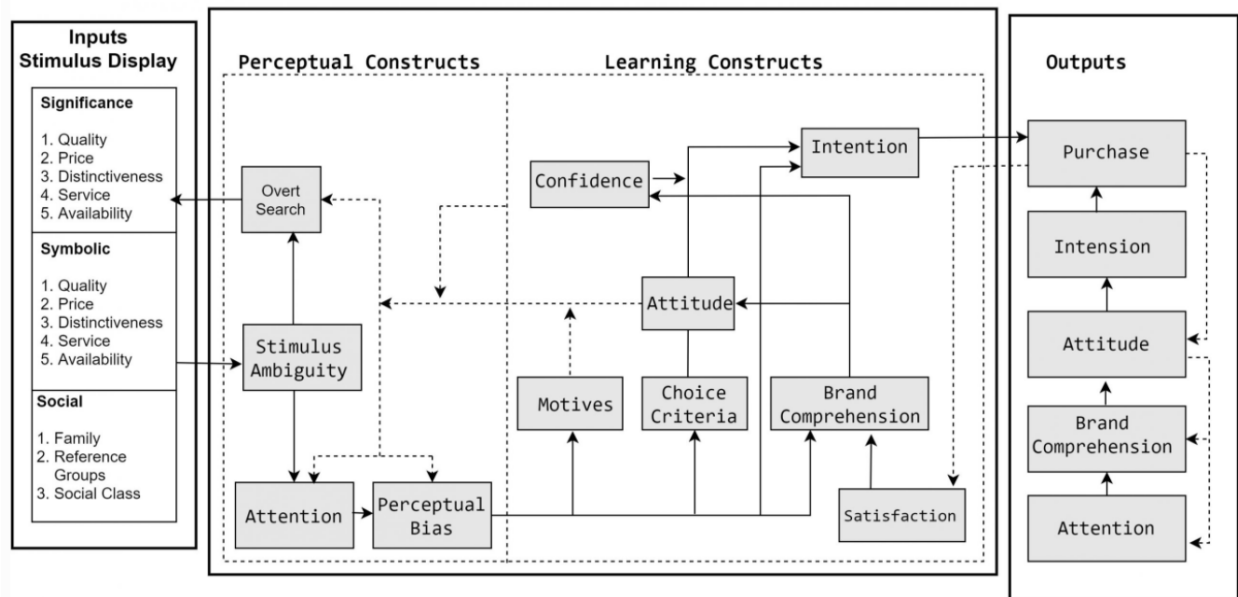 Inputs
Stimulus Display
Significance
1. Quality
2. Price
3. Distinctiveness
4. Service
5. Availability
Symbolic
1. Quality
2. Price
3. Distinctiveness
4. Service
5. Availability
Social
1. Family
2. Reference
Groups
3. Social Class
Perceptual Constructs
Overt
Search
Stimulus
Ambiguity
Attention
Perceptual
Bias
Learning Constructs
Confidence
Intention
Attitude
Motives
Choice
Criteria
Brand
Comprehension
Satisfaction
Outputs
Purchase
Intension
Attitude
Brand
Comprehension
Attention